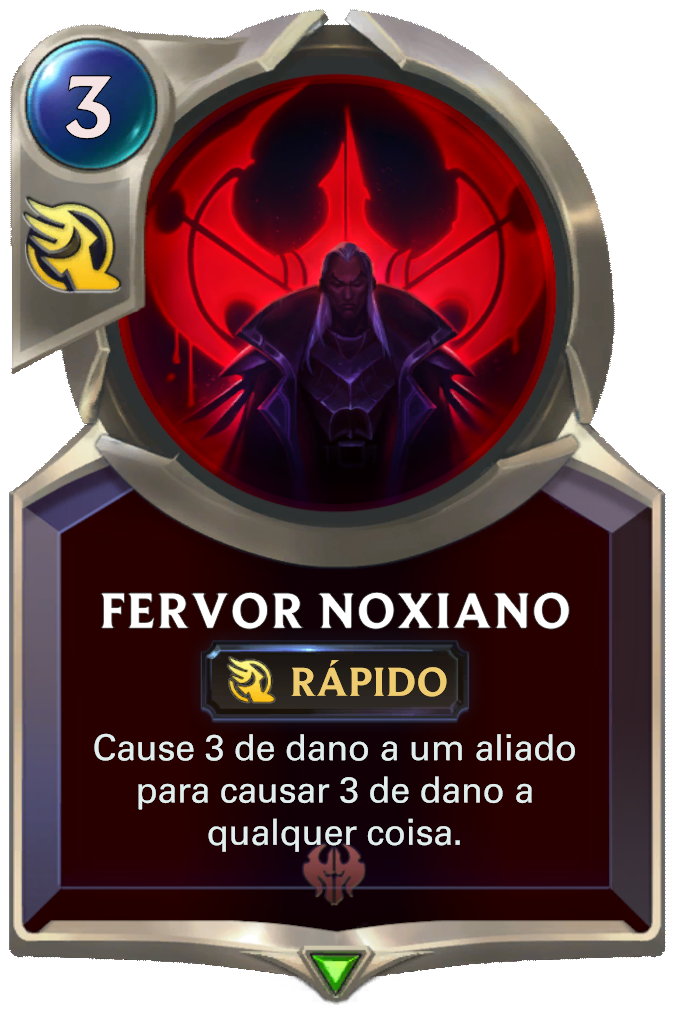 3
FERVOR NOXIANO
RÁPIDO
Cause 3 de dano a um aliado
para causar 3 de dano a
qualquer coisa.